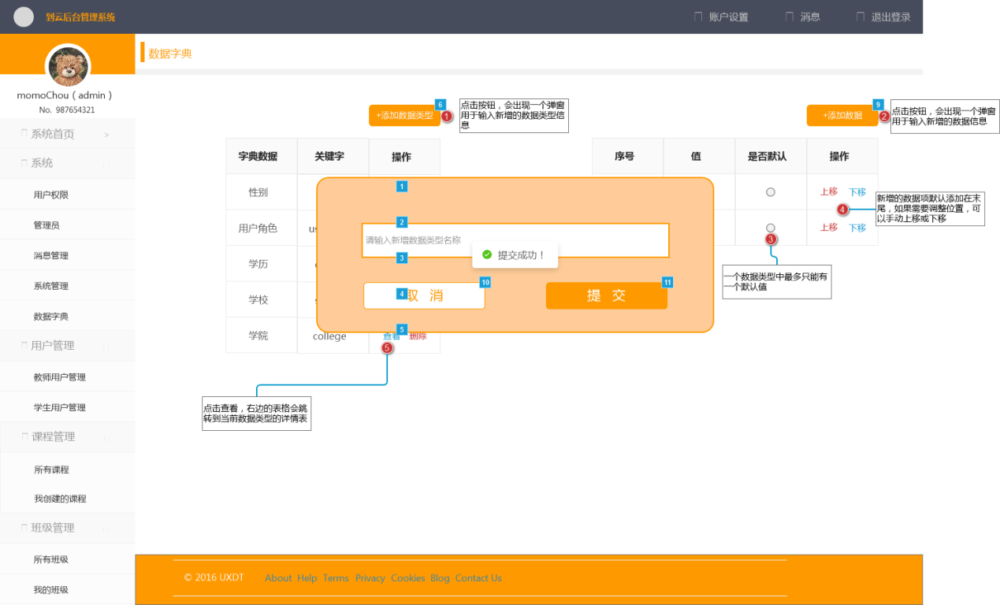 到云后台管理系统
账户设置
消息
退出登录
数据字典
momoChou ( admin )
No. 987654321
系统首页 >
系统
用户权限
管理员
消息管理
系统管理
数据字典
用户管理
教师用户管理
学生用户管理
课程管理
所有课程
我创建的课程
班级管理
所有班级
我的班级
+添加数据类型
6
1
点击按钮，会出现一个弹窗
用于输入新增的数据类型信
息
+添加数据
9
2
点击按钮，会出现一个弹窗
用于输入新增的数据信息
字典数据 关键字 操作
性别
用户角色
学历
学校
学院 college 查看 删除
序号 值 是否默认 操作
上移 下移
上移 下移
1
2
请输入新增数据类型名称
3
提交成功！
4
取 消
10
提 交
11
5
5
点击查看，右边的表格会跳
转到当前数据类型的详情表
3
一个数据类型中最多只能有
一个默认值
4
新增的数据项默认添加在末
尾，如果需要调整位置，可
以手动上移或下移
© 2016 UXDT About Help Terms Privacy Cookies Blog Contact Us